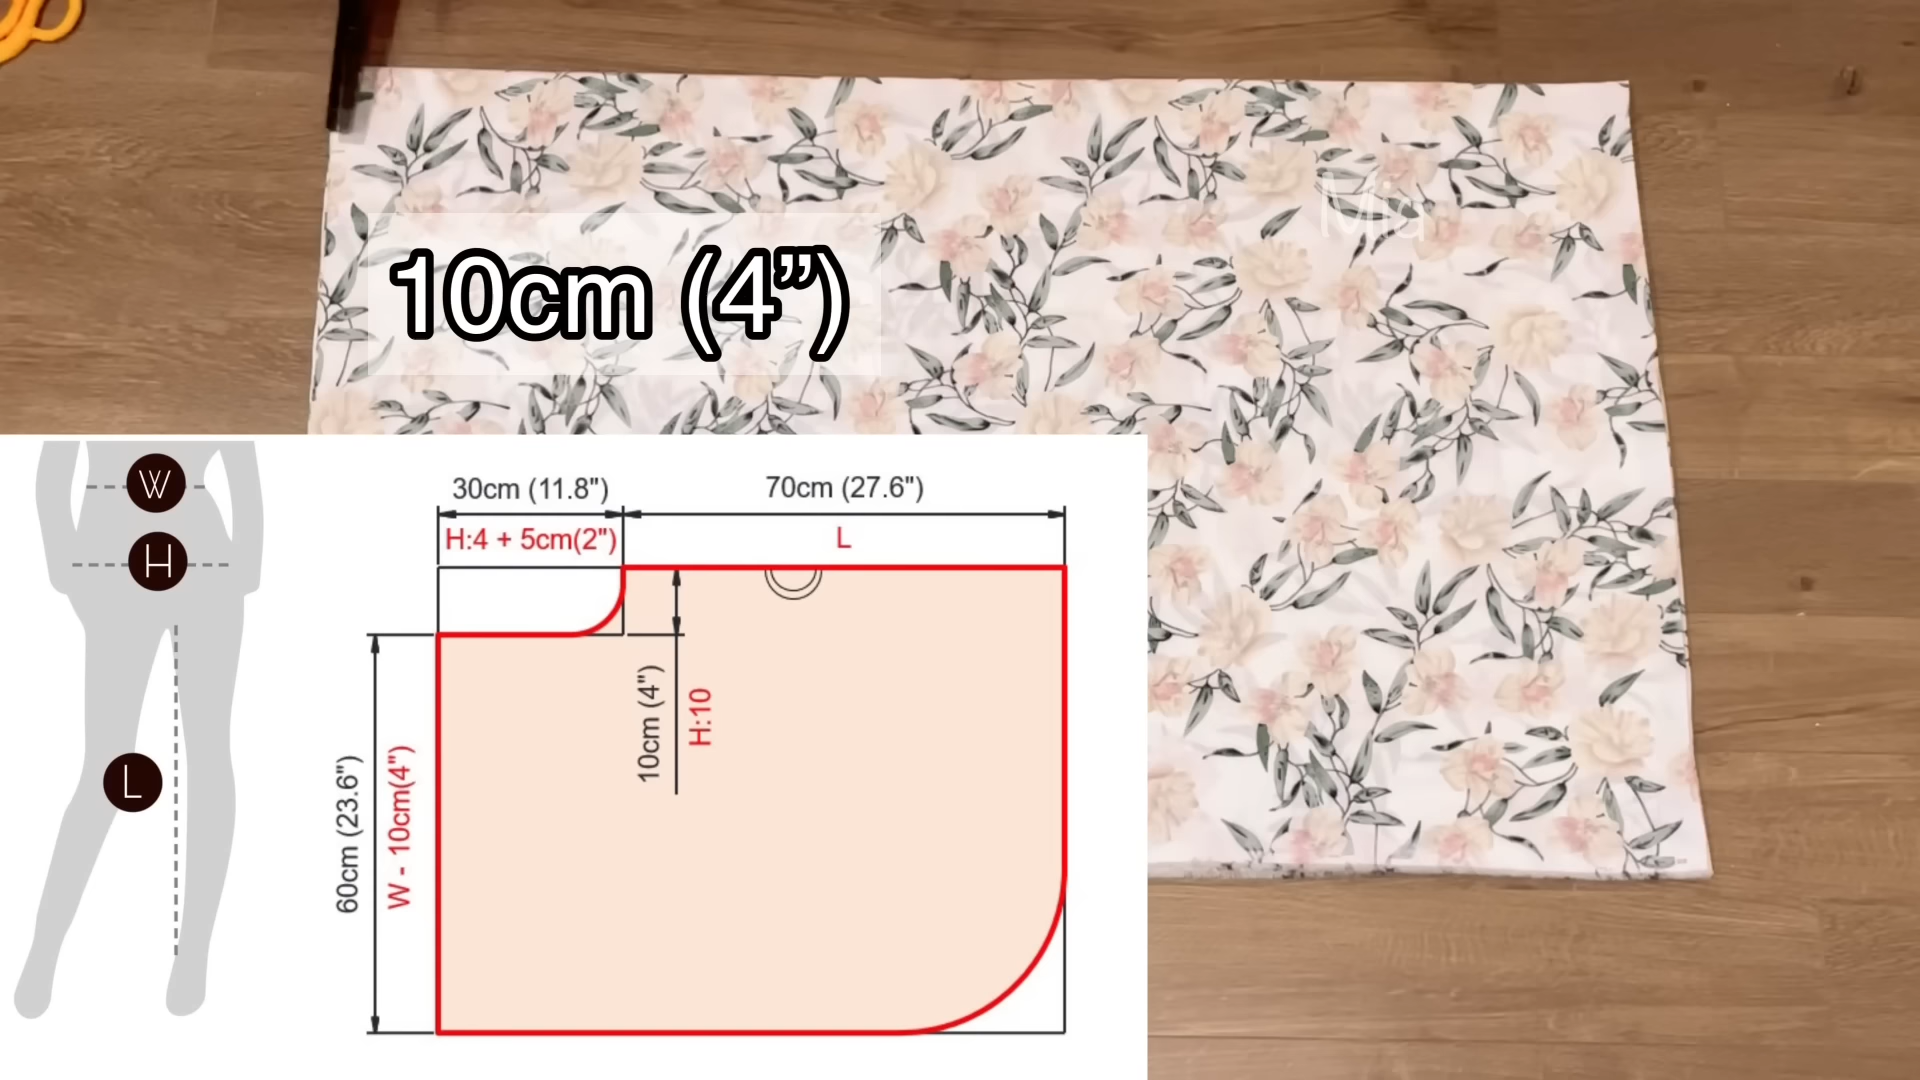 Mia
10cm (4”)
30cm (11.8")
70cm (27.6")
H:4 + 5cm(2")
L
W
H
L
10cm (4")
H:10
60cm (23.6")
W - 10cm(4")